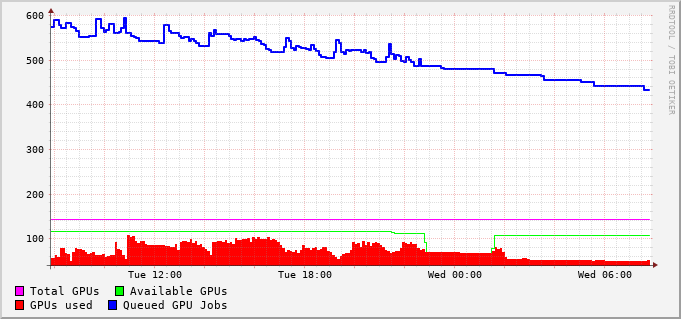 600
500
400
300
200
100
Tue 12:00 Tue 18:00 Wed 00:00 Wed 06:00
Total GPUs Available GPUs
GPUs used Queued GPU Jobs
RRDTOOL / TOBI OETIKER